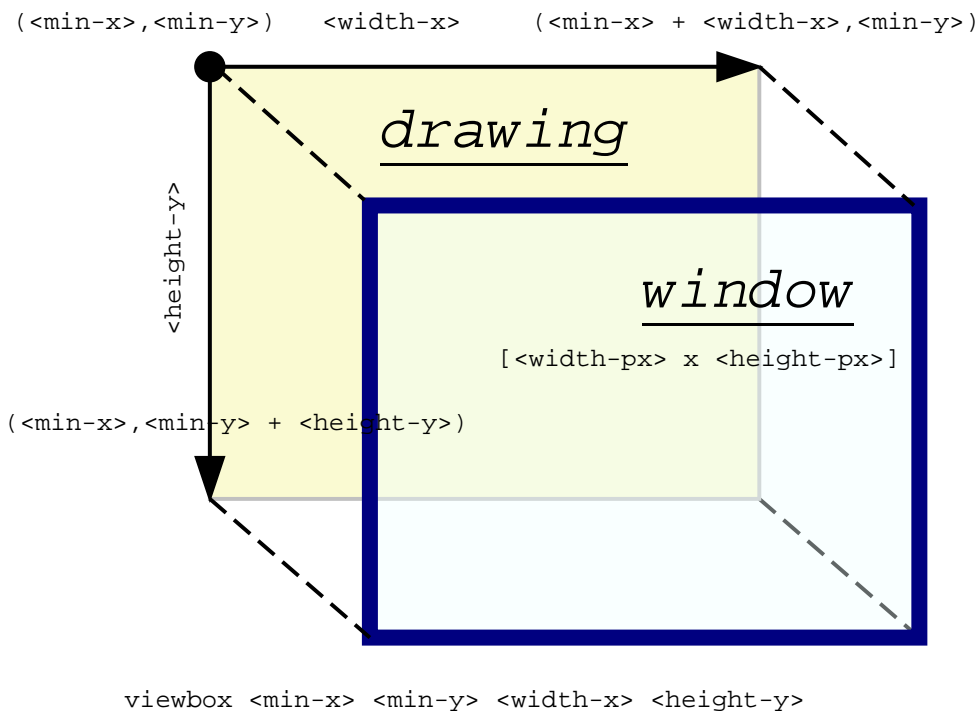 (<min-x>,<min-y>) <width-x> (<min-x> + <width-x>,<min-y>)
drawing
<height-y>
window
[<width-px> x <height-px>]
(<min-x>,<min-y> + <height-y>)
viewbox <min-x> <min-y> <width-x> <height-y>